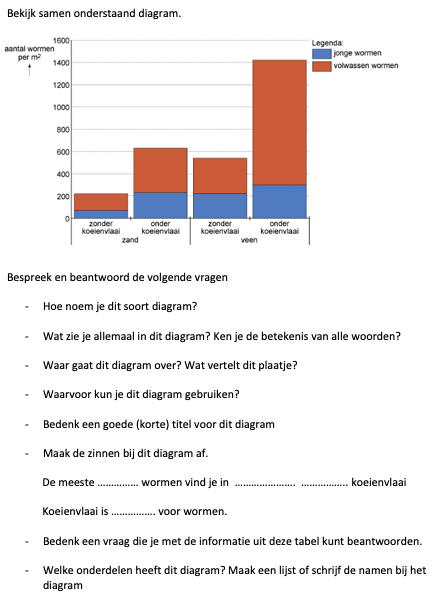 Bekijk samen onderstaand diagram.
aantal wormen
per m²
1600
1400
1200
1000
800
600
400
200
0
Legenda:
jonge wormen
volwassen wormen
zonder
koeienvlaai
onder
koeienvlaai
zonder
koeienvlaai
onder
koeienvlaai
zand
veen
Bespreek en beantwoord de volgende vragen
- Hoe noem je dit soort diagram?
- Wat zie je allemaal in dit diagram? Ken je de betekenis van alle woorden?
- Waar gaat dit diagram over? Wat vertelt dit plaatje?
- Waarvoor kun je dit diagram gebruiken?
- Bedenk een goede (korte) titel voor dit diagram
- Maak de zinnen bij dit diagram af.
De meeste .............. wormen vind je in .................... ................ koeienvlaai
Koeienvlaai is ............... voor wormen.
- Bedenk een vraag die je met de informatie uit deze tabel kunt beantwoorden.
- Welke onderdelen heeft dit diagram? Maak een lijst of schrijf de namen bij het
diagram